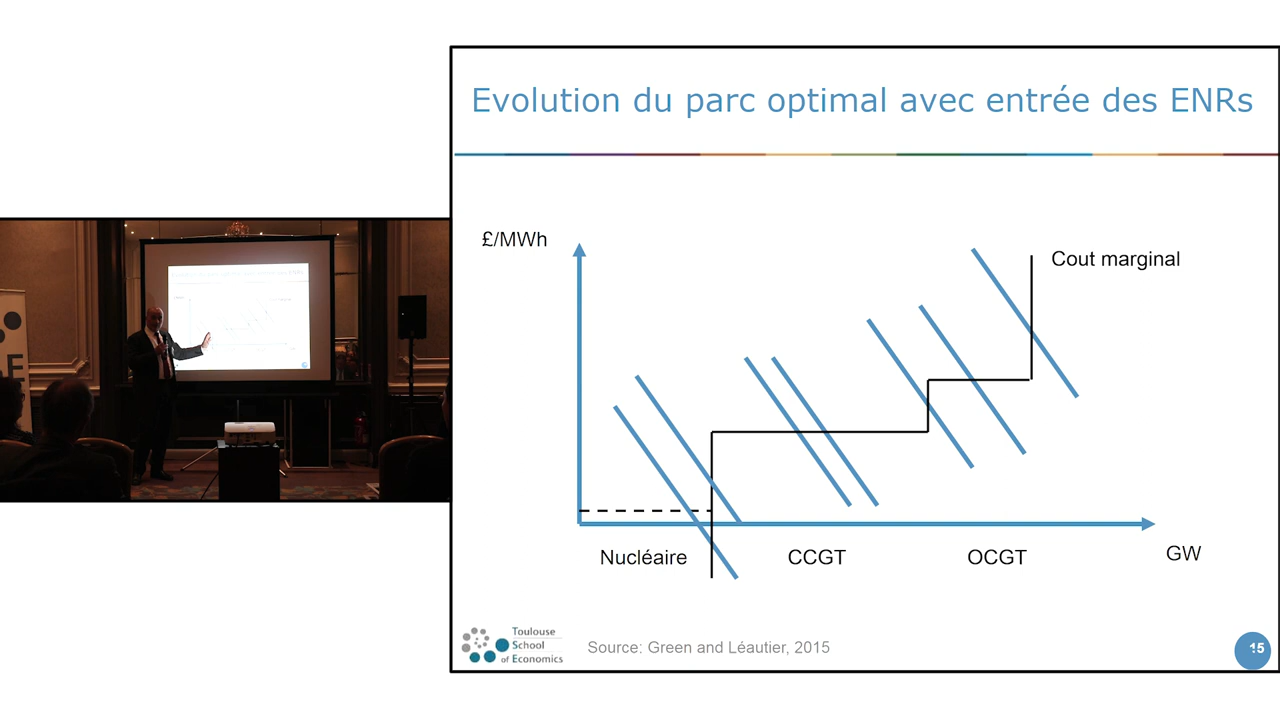 Evolution du parc optimal avec entrée des ENRs
£/MWh
Cout marginal
Nucléaire
CCGT
OCGT
GW
Toulouse
School
of Economics
Source: Green and Léautier, 2015
15